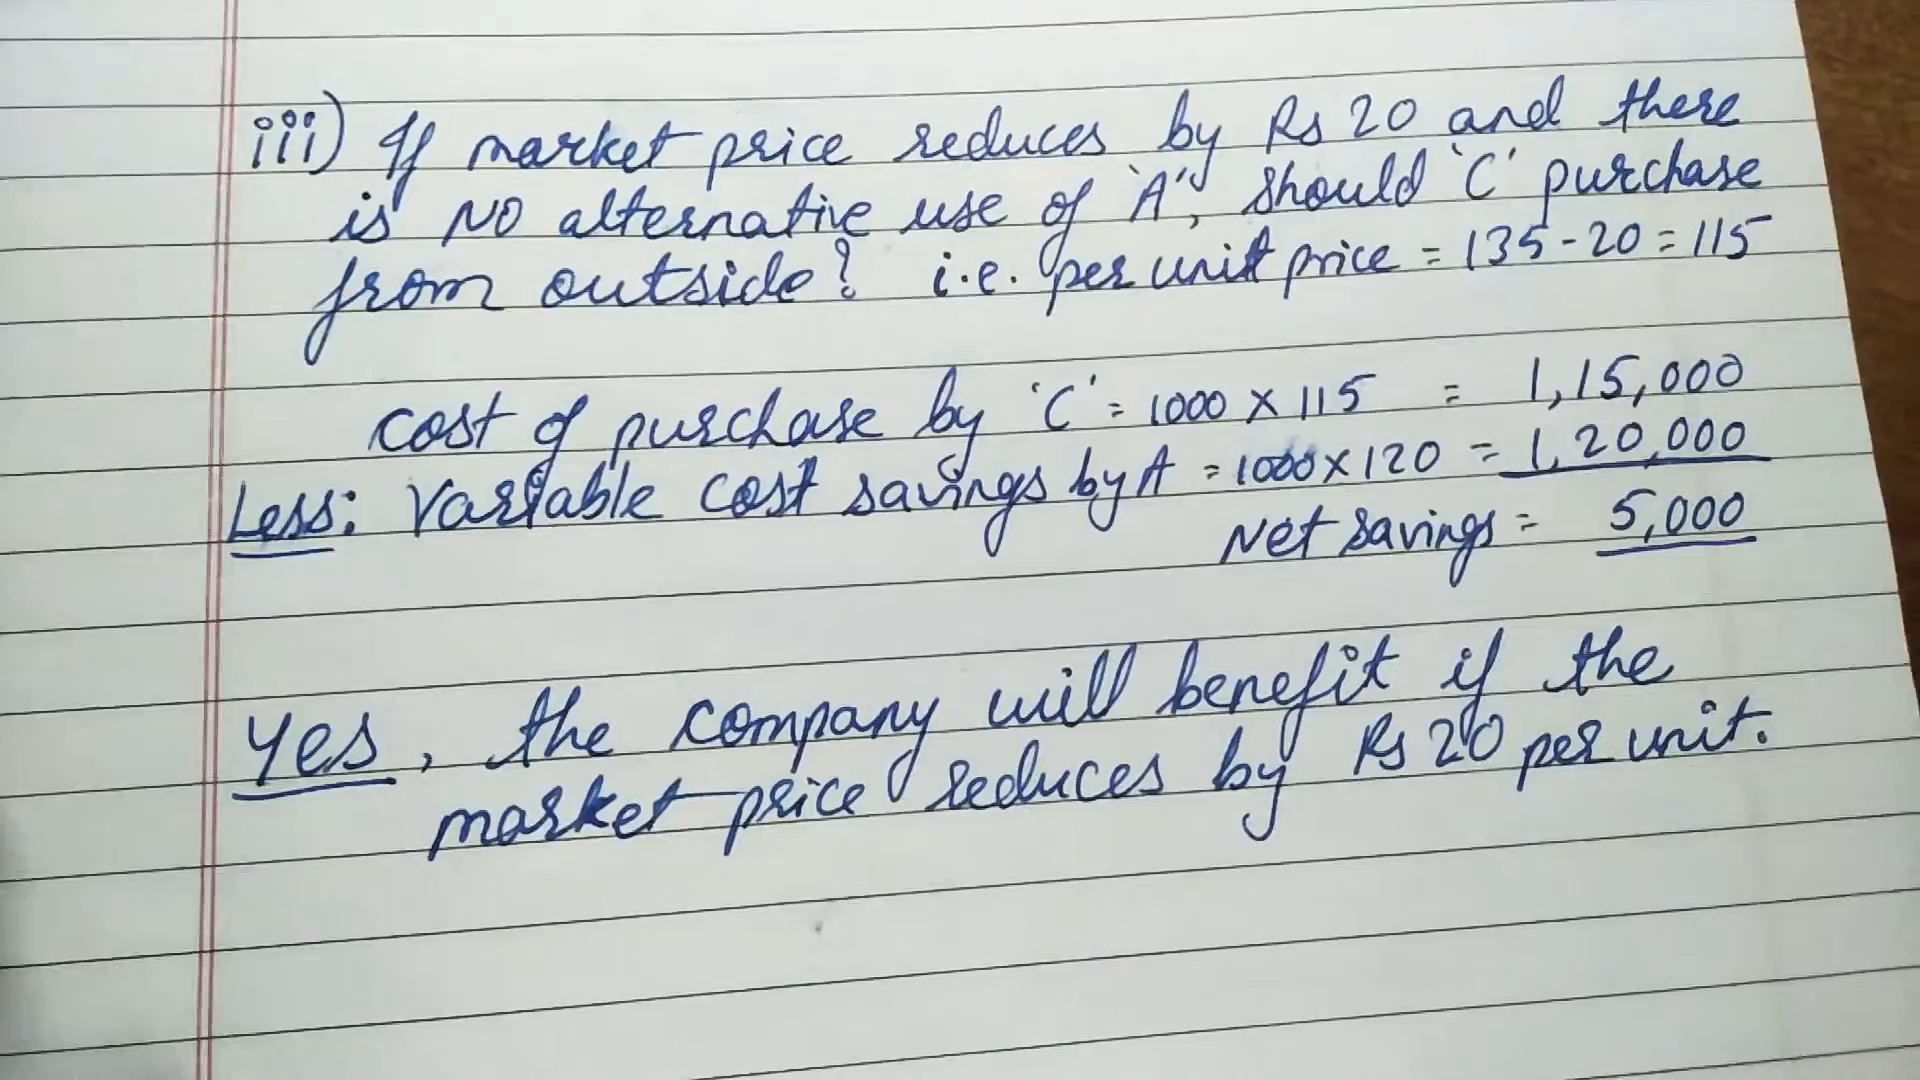 iii) If market price reduces by Rs 20 and there
is NO alternative use of 'A', should 'C' purchase
from outside? i.e. per unit price = 135-20 = 115
cost of purchase by 'C' = 1000 x 115 = 1,15,000
Less: Variable cost savings by A = 1000 x 120 = 1,20,000
Net savings = 5,000
Yes, the company will benefit if the
market price reduces by Rs 20 per unit.